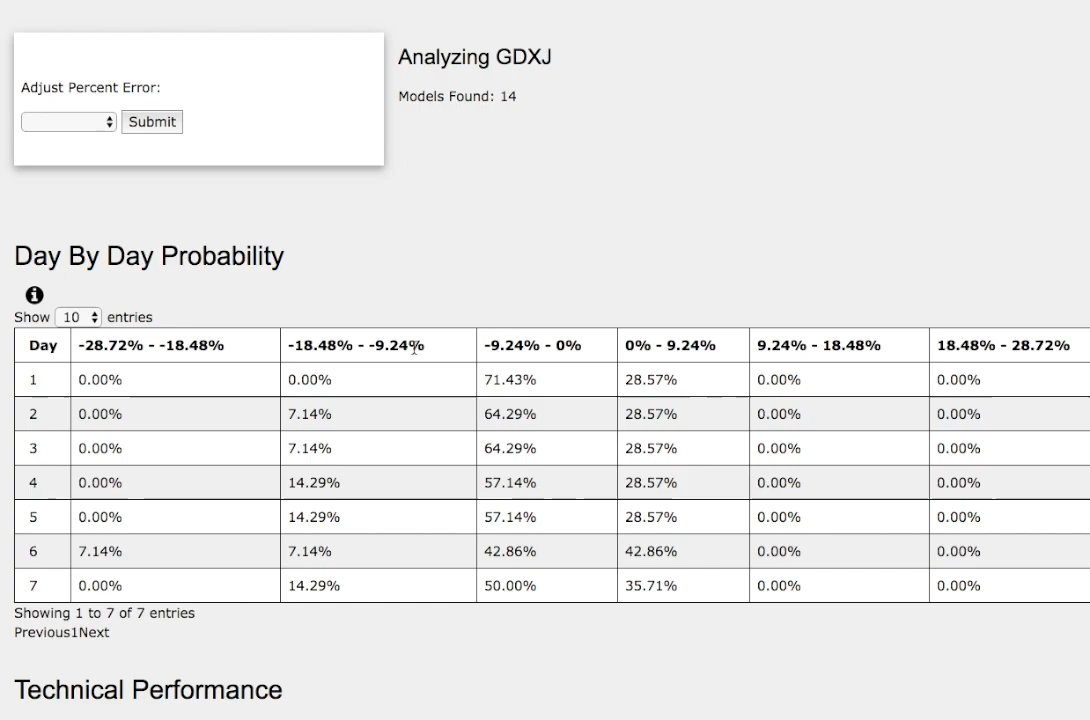 Adjust Percent Error:
Submit
Analyzing GDXJ
Models Found: 14
Day By Day Probability
Show 10 entries
Day -28.72% - -18.48% -18.48% - -9.24% -9.24% - 0% 0% - 9.24% 9.24% - 18.48% 18.48% - 28.72%
1 0.00% 0.00% 71.43% 28.57% 0.00% 0.00%
2 0.00% 7.14% 64.29% 28.57% 0.00% 0.00%
3 0.00% 7.14% 64.29% 28.57% 0.00% 0.00%
4 0.00% 14.29% 57.14% 28.57% 0.00% 0.00%
5 0.00% 14.29% 57.14% 28.57% 0.00% 0.00%
6 7.14% 7.14% 42.86% 42.86% 0.00% 0.00%
7 0.00% 14.29% 50.00% 35.71% 0.00% 0.00%
Showing 1 to 7 of 7 entries
Previous1Next
Technical Performance